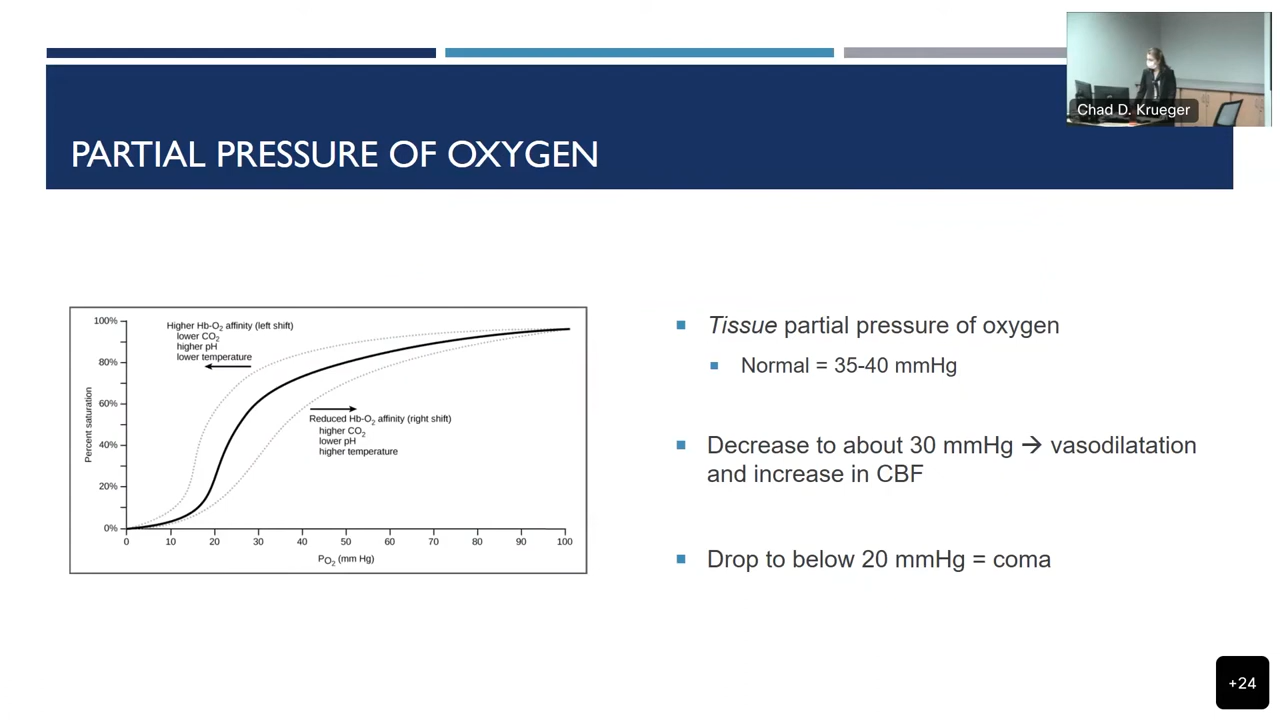 Chad D. Krueger
PARTIAL PRESSURE OF OXYGEN
100%
80%
60%
40%
20%
0%
Percent saturation
Higher Hb-O2 affinity (left shift)
lower CO2
higher pH
lower temperature
Reduced Hb-O2 affinity (right shift)
higher CO2
lower pH
higher temperature
0 10 20 30 40 50 60 70 80 90 100
PO2 (mm Hg)
▪ Tissue partial pressure of oxygen
▪ Normal = 35-40 mmHg
▪ Decrease to about 30 mmHg → vasodilatation
and increase in CBF
▪ Drop to below 20 mmHg = coma
+24